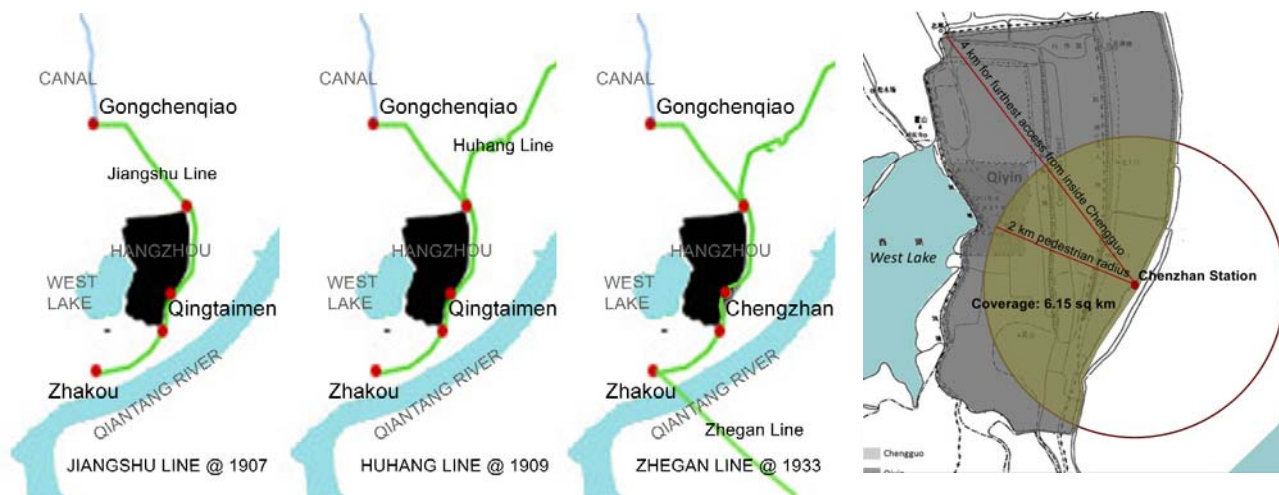 CANAL
Gongchenqiao
Jiangshu Line
HANGZHOU
WEST
LAKE
Qingtaimen
Zhakou
QIANTANG RIVER
JIANGSHU LINE @ 1907
CANAL
Gongchenqiao
Huhang Line
HANGZHOU
WEST
LAKE
Qingtaimen
Zhakou
QIANTANG RIVER
HUHANG LINE @ 1909
CANAL
Gongchenqiao
HANGZHOU
WEST
LAKE
Chengzhan
Zhakou
QIANTANG RIVER
Zhegan Line
ZHEGAN LINE @ 1933
4 km for furthest access from inside Chengguo
Qiyin
2 km pedestrian radius
西 湖
West Lake
Chenzhan Station
Coverage: 6.15 sq km
Chengguo
Qiyin